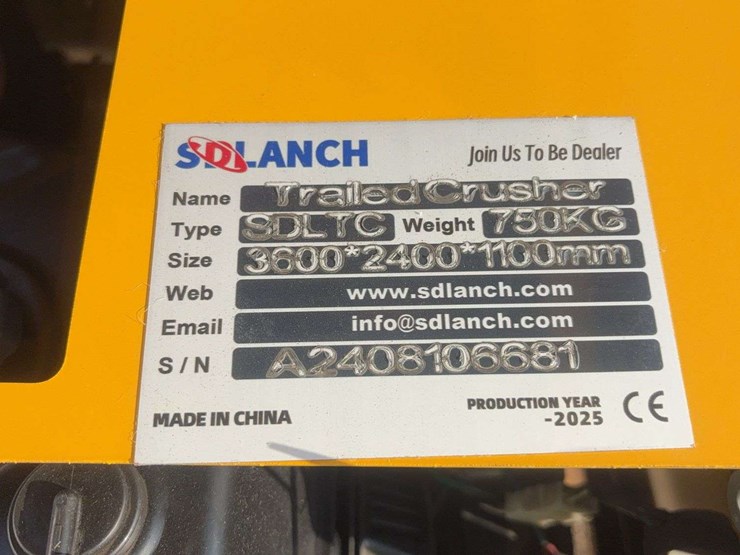 SDLANCH Join Us To Be Dealer
Name Trailed Crusher
Type SDLTC Weight 750KG
Size 3600*2400*1100mm
Web www.sdlanch.com
Email info@sdlanch.com
S/N A2408106681
MADE IN CHINA PRODUCTION YEAR CE
-2025